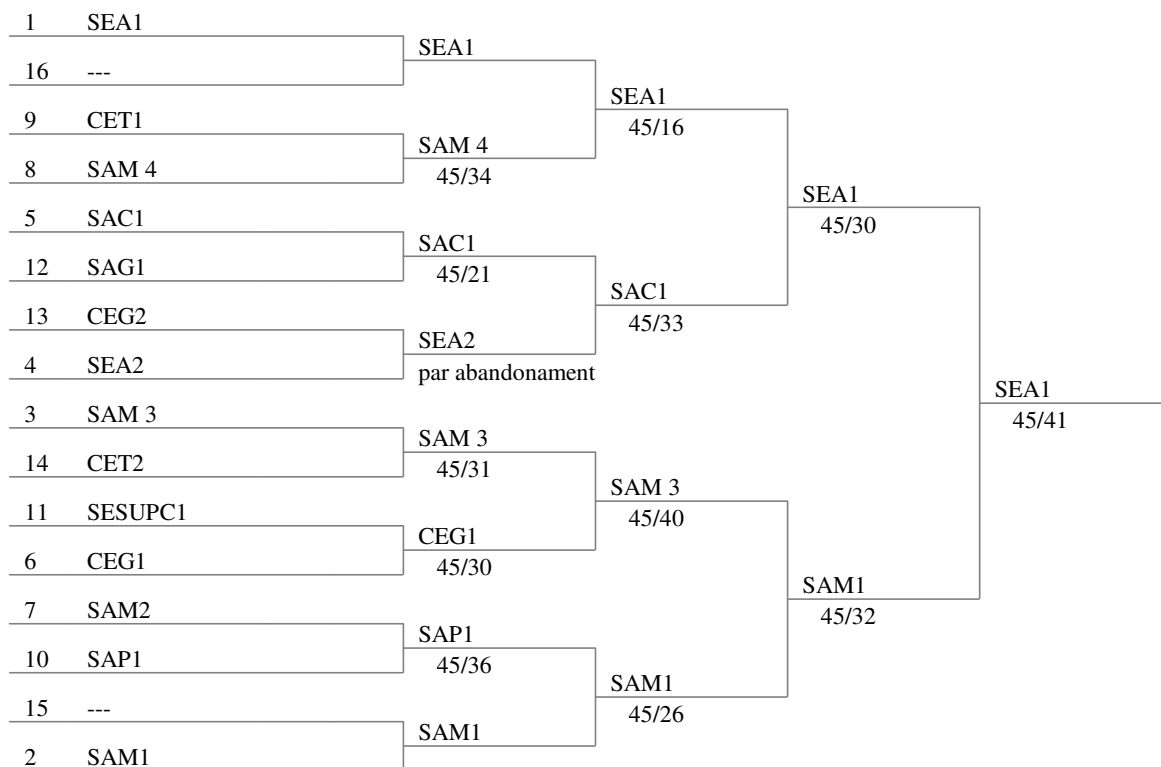 1 SEA1
16 ---
9 CET1
8 SAM 4
5 SAC1
12 SAG1
13 CEG2
4 SEA2
3 SAM 3
14 CET2
11 SESUPC1
6 CEG1
7 SAM2
10 SAP1
15 ---
2 SAM1
SEA1
SAM 4
45/34
SAC1
45/21
SEA2
par abandonament
SAM 3
45/31
CEG1
45/30
SAP1
45/36
SAM1
SEA1
45/16
SAC1
45/33
SAM 3
45/40
SAM1
45/26
SEA1
45/30
SAM1
45/32
SEA1
45/41